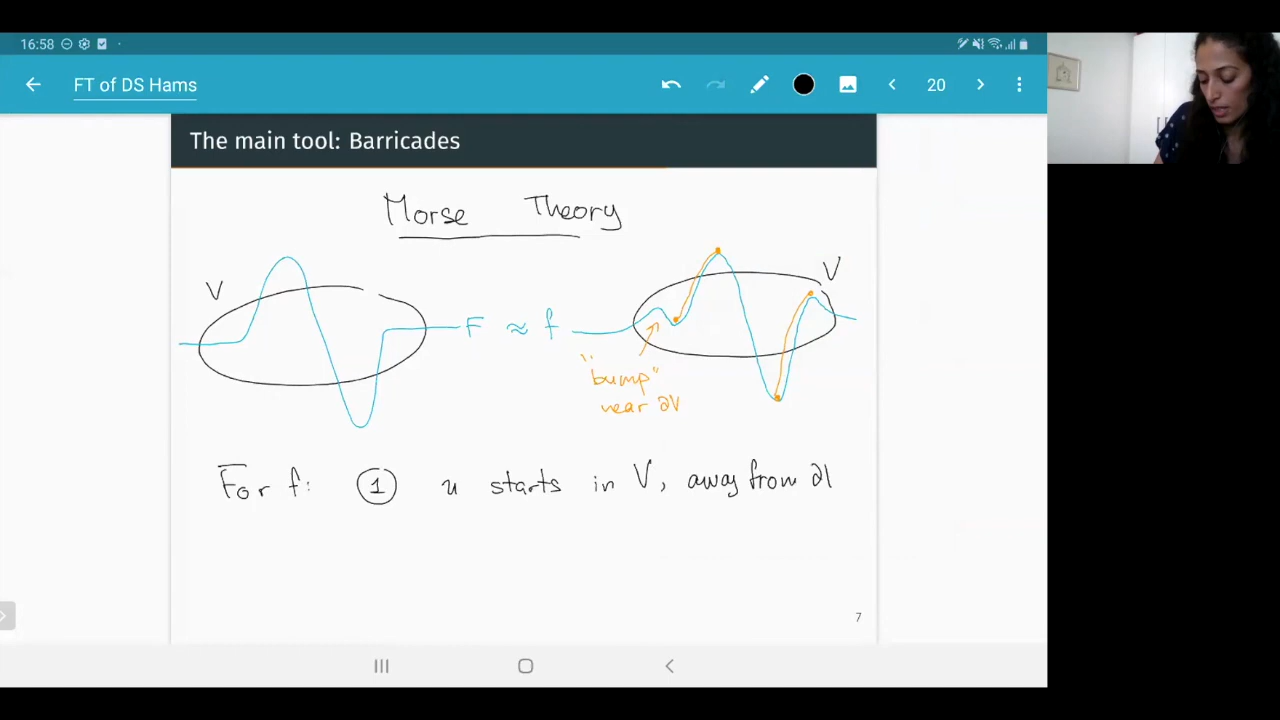 16:58
FT of DS Hams
20
The main tool: Barricades
Morse Theory
V
V
F ≈ f
"bump"
near ∂V
For f: ① u starts in V, away from ∂
7